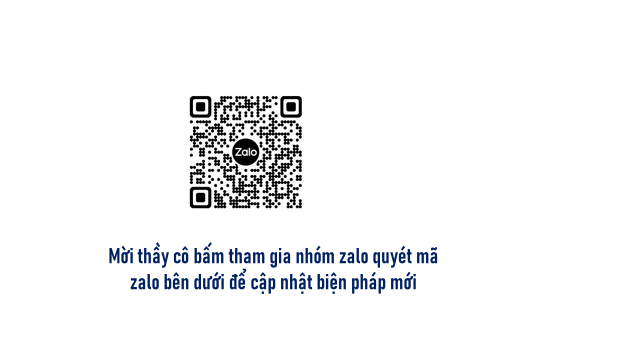 Zalo
Mời thầy cô bấm tham gia nhóm zalo quyét mã
zalo bên dưới để cập nhật biện pháp mới